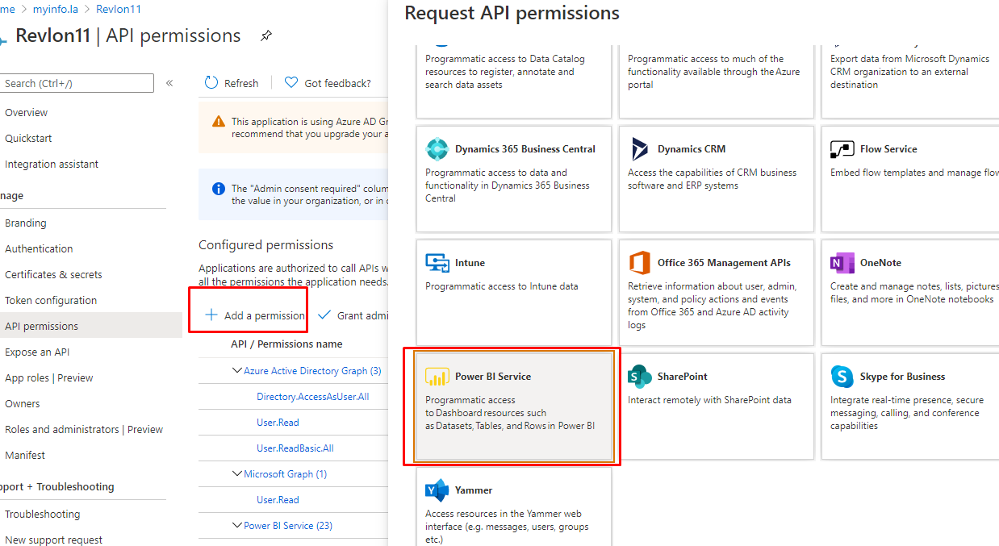 me > myinfo.la > Revlon11
Revlon11 | API permissions
Search (Ctrl+/)
«
Overview
Quickstart
Integration assistant
nage
Branding
Authentication
Certificates & secrets
Token configuration
API permissions
Expose an API
App roles | Preview
Owners
Roles and administrators | Preview
Manifest
pport + Troubleshooting
Troubleshooting
New support request
Refresh
Got feedback?
This application is using Azure AD Gr
recommend that you upgrade your a
The "Admin consent required" colum
the value in your organization, or in o
Configured permissions
Applications are authorized to call APIs w
all the permissions the application needs.
Add a permission
Grant admi
API / Permissions name
Azure Active Directory Graph (3)
Directory.AccessAsUser.All
User.Read
User.ReadBasic.All
Microsoft Graph (1)
User.Read
Power BI Service (23)
Request API permissions
Programmatic access to Data Catalog
resources to register, annotate and
search data assets
Programmatic access to much of the
functionality available through the Azure
portal
Export data from Microsoft Dynamics
CRM organization to an external
destination
Dynamics 365 Business Central
Programmatic access to data and
functionality in Dynamics 365 Business
Central
Dynamics CRM
Access the capabilities of CRM business
software and ERP systems
Flow Service
Embed flow templates and manage flow
Intune
Programmatic access to Intune data
Office 365 Management APIs
Retrieve information about user, admin,
system, and policy actions and events
from Office 365 and Azure AD activity
logs
OneNote
Create and manage notes, lists, pictures
files, and more in OneNote notebooks
Power BI Service
Programmatic access
to Dashboard resources such
as Datasets, Tables, and Rows in Power BI
SharePoint
Interact remotely with SharePoint data
Skype for Business
Integrate real-time presence, secure
messaging, calling, and conference
capabilities
Yammer
Access resources in the Yammer web
interface (e.g. messages, users, groups
etc.)